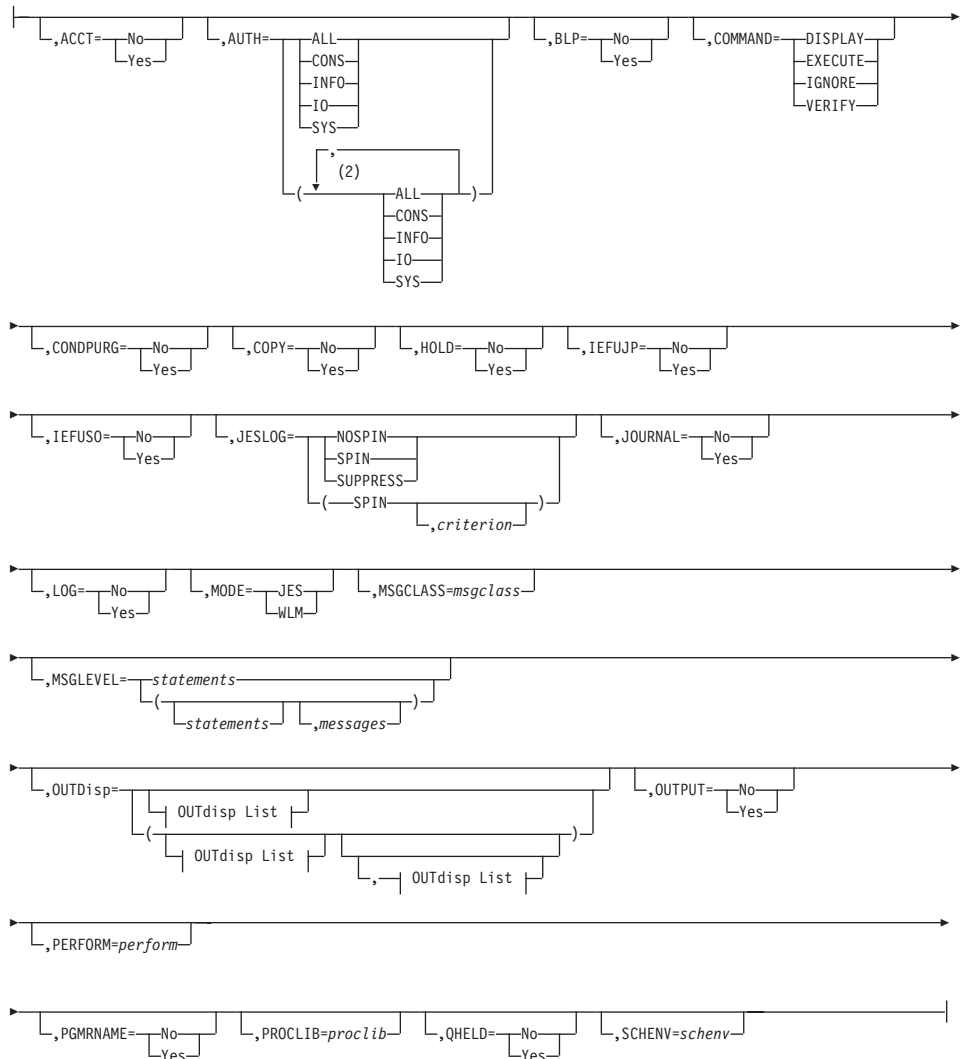 ,ACCT= No ,AUTH= ALL ,BLP= No ,COMMAND= DISPLAY
Yes CONS Yes EXECUTE
INFO IGNORE
IO VERIFY
SYS
,
(2)
( ALL )
CONS
INFO
IO
SYS
,CONDPURG= No ,COPY= No ,HOLD= No ,IEFUJP= No
Yes Yes Yes Yes
,IEFUSO= No ,JESLOG= NOSPIN ,JOURNAL= No
Yes SPIN Yes
SUPPRESS
( SPIN )
,criterion
,LOG= No ,MODE= JES ,MSGCLASS=msgclass
Yes WLM
,MSGLEVEL= statements
( )
statements ,messages
,OUTDisp= ,OUTPUT= No
OUTdisp List Yes
( )
OUTdisp List
, OUTdisp List
,PERFORM=perform
,PGMRNAME= No ,PROCLIB=proclib ,QHELD= No ,SCHENV=schenv
Yes Yes